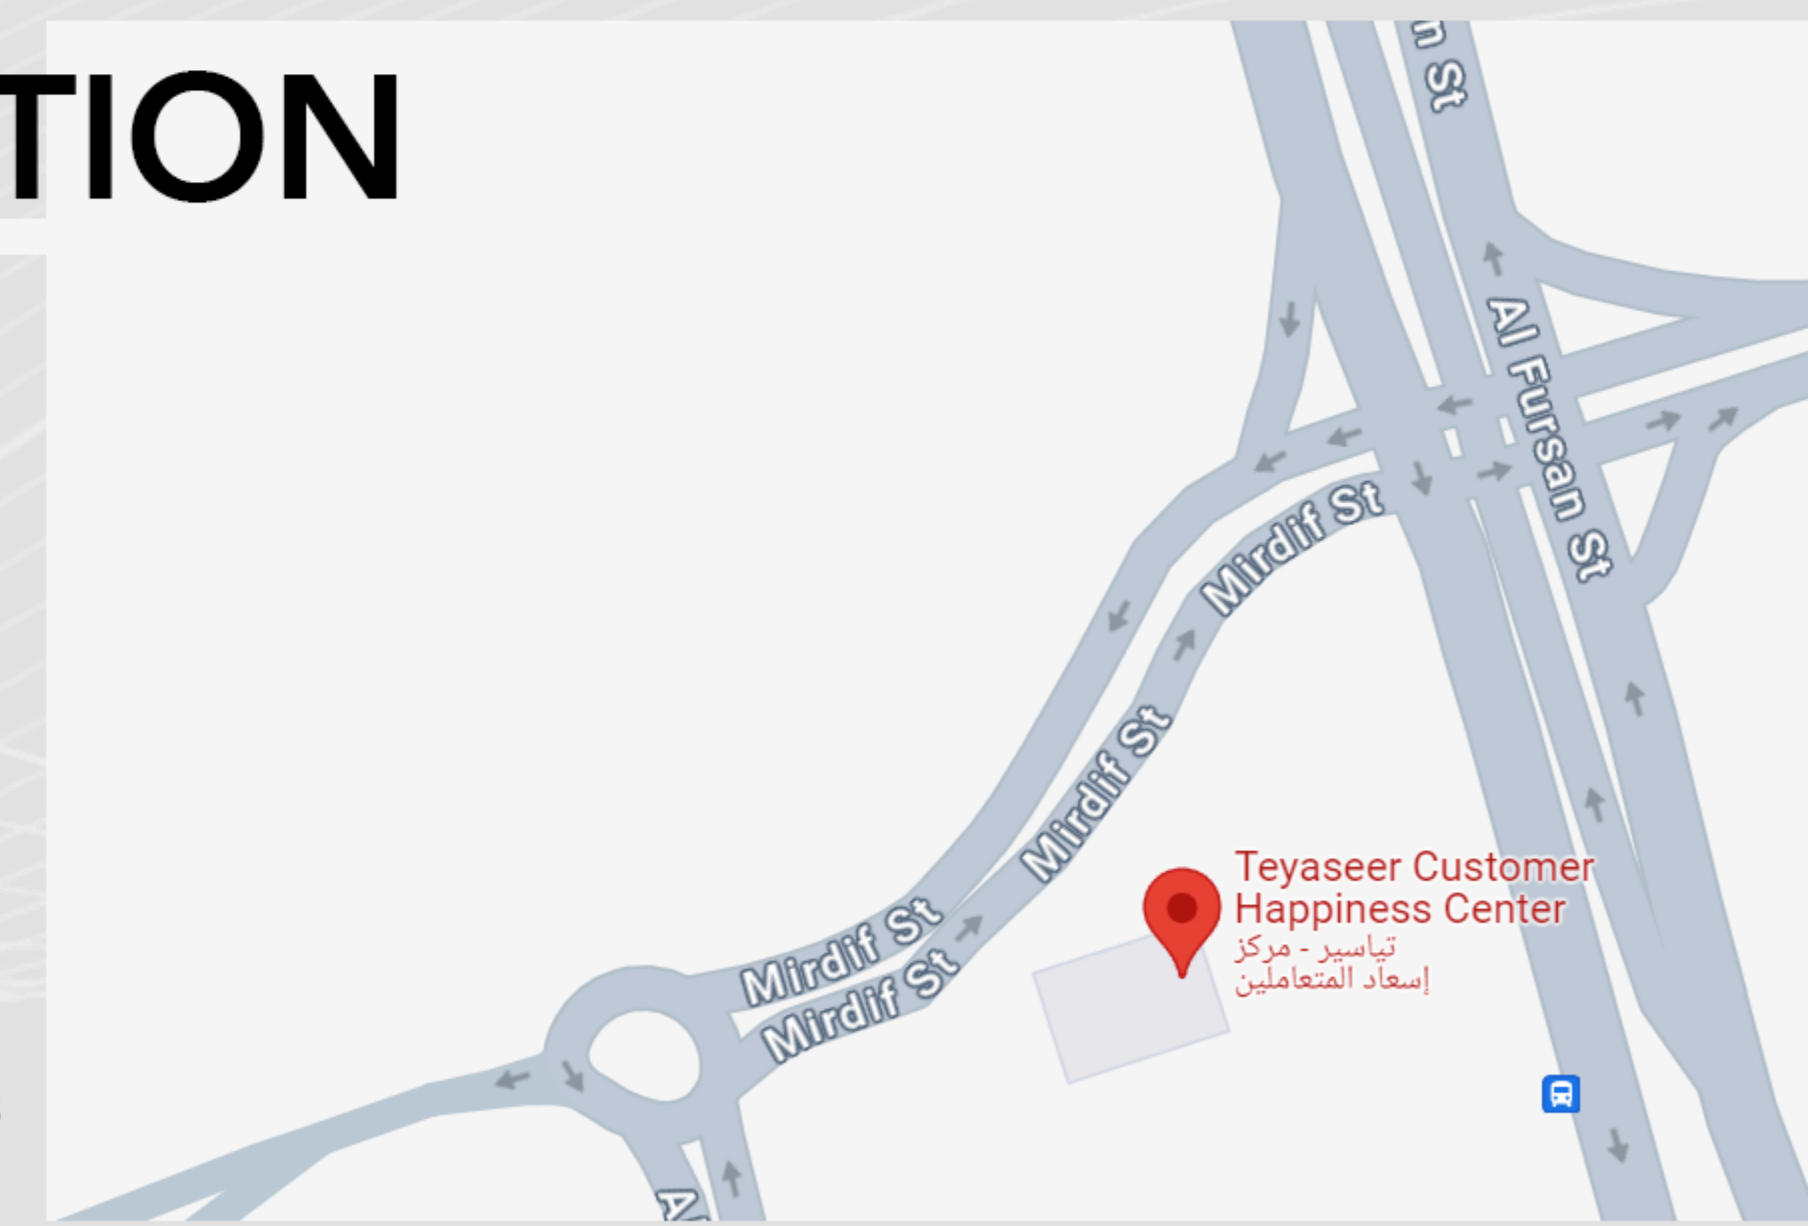 TION
n St
Al Fursan St
Mirdif St
Mirdif St
Mirdif St
Mirdif St
Teyaseer Customer
Happiness Center
تياسير - مركز
إسعاد المتعاملين
Al